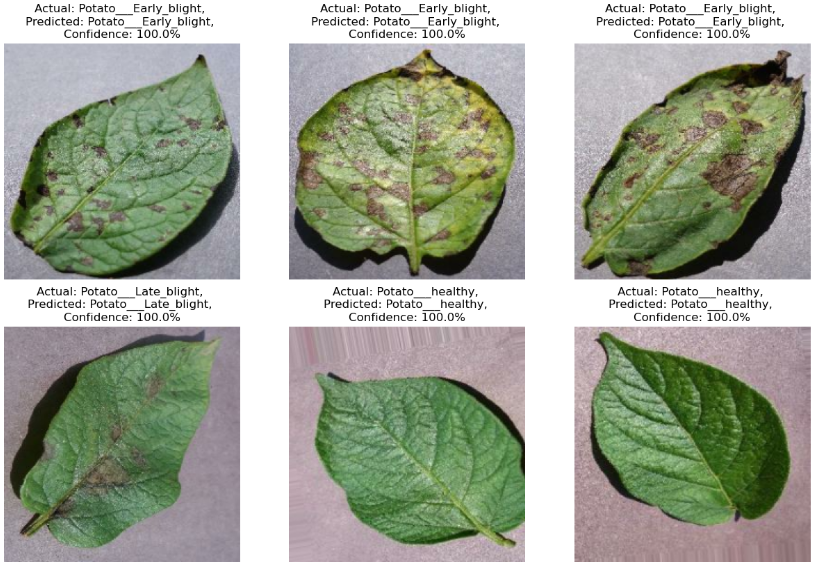 Actual: Potato___Early_blight,
Predicted: Potato___Early_blight,
Confidence: 100.0%
Actual: Potato___Early_blight,
Predicted: Potato___Early_blight,
Confidence: 100.0%
Actual: Potato___Early_blight,
Predicted: Potato___Early_blight,
Confidence: 100.0%
Actual: Potato___Late_blight,
Predicted: Potato___Late_blight,
Confidence: 100.0%
Actual: Potato___healthy,
Predicted: Potato___healthy,
Confidence: 100.0%
Actual: Potato___healthy,
Predicted: Potato___healthy,
Confidence: 100.0%